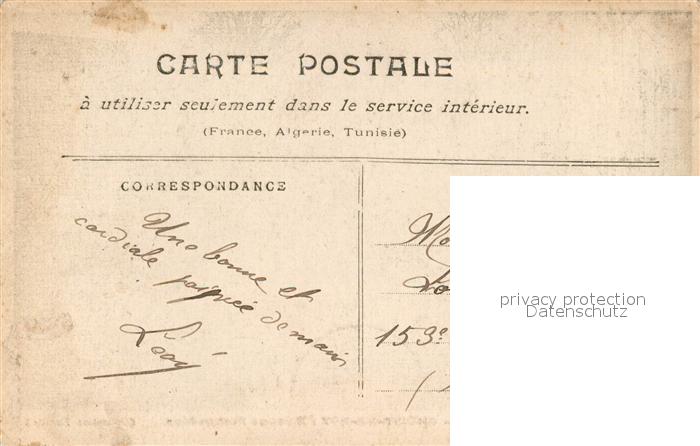 CARTE POSTALE
à utiliser seulement dans le service intérieur.
(France, Algerie, Tunisie)
CORRESPONDANCE
Une bonne et
cordiale poignée de main
153e
privacy protection
Datenschutz